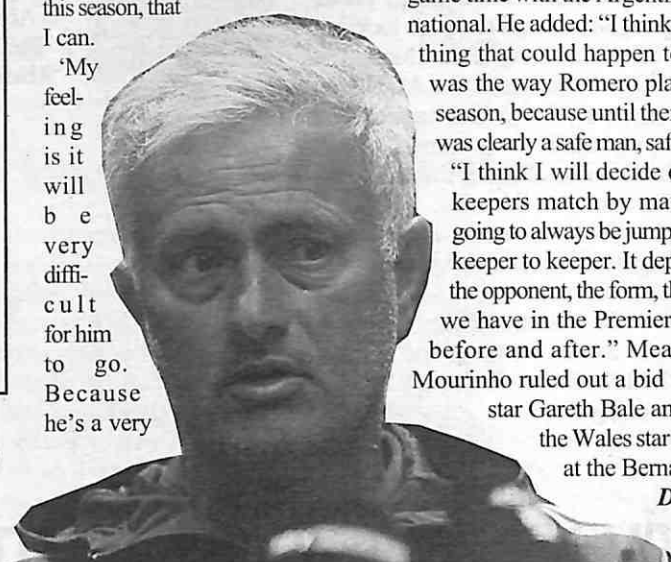 this season, that
I can.
‘My
feel-
ing
is it
will
be
very
diffi-
cult
for him
to go.
Because
he's a very
national. He added: “I think
thing that could happen to
was the way Romero pla
season, because until the
was clearly a safe man, saf
“I think I will decide
keepers match by ma
going to always be jump
keeper to keeper. It dep
the opponent, the form, t
we have in the Premier
before and after.” Mea
Mourinho ruled out a bid
star Gareth Bale an
the Wales star
at the Berna
D